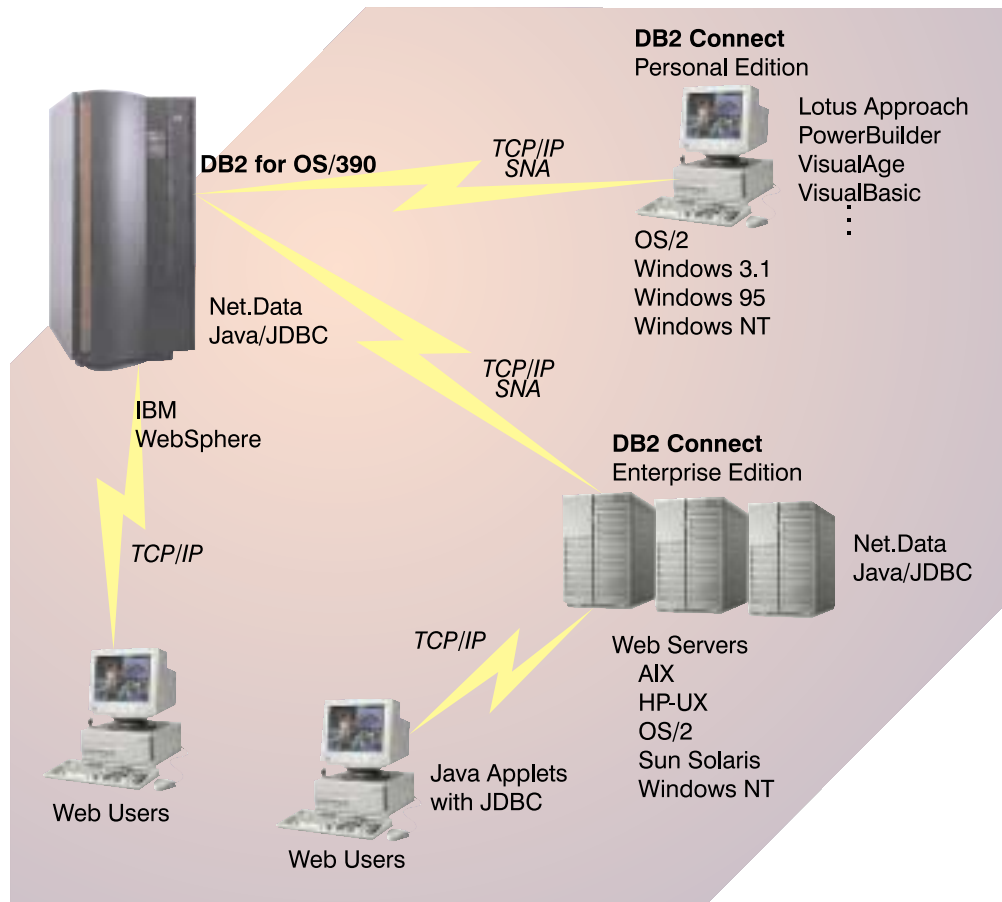 DB2 Connect
Personal Edition
Lotus Approach
PowerBuilder
VisualAge
VisualBasic
TCP/IP
SNA
DB2 for OS/390
OS/2
Windows 3.1
Windows 95
Windows NT
Net.Data
Java/JDBC
TCP/IP
SNA
IBM
WebSphere
DB2 Connect
Enterprise Edition
Net.Data
Java/JDBC
TCP/IP
TCP/IP
Web Servers
AIX
HP-UX
OS/2
Sun Solaris
Windows NT
Java Applets
with JDBC
Web Users
Web Users